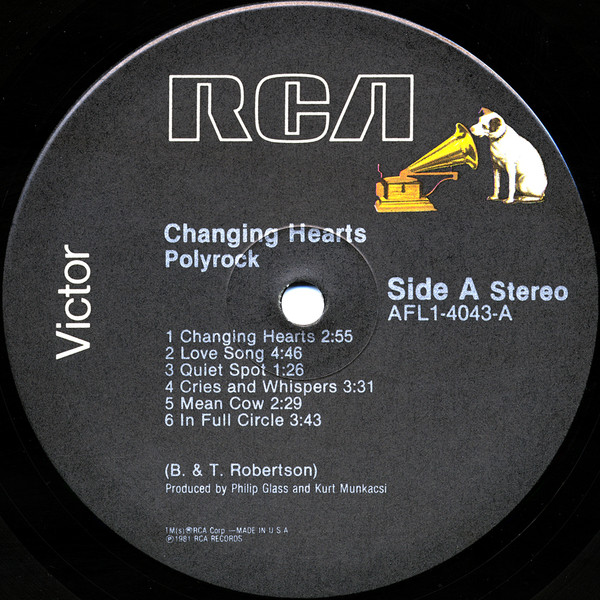 RCA
Victor
Changing Hearts
Polyrock
Side A Stereo
AFL1-4043-A
1 Changing Hearts 2:55
2 Love Song 4:46
3 Quiet Spot 1:26
4 Cries and Whispers 3:31
5 Mean Cow 2:29
6 In Full Circle 3:43
(B. & T. Robertson)
Produced by Philip Glass and Kurt Munkacsi
TM(s)®RCA Corp —MADE IN U S A
℗1981 RCA RECORDS